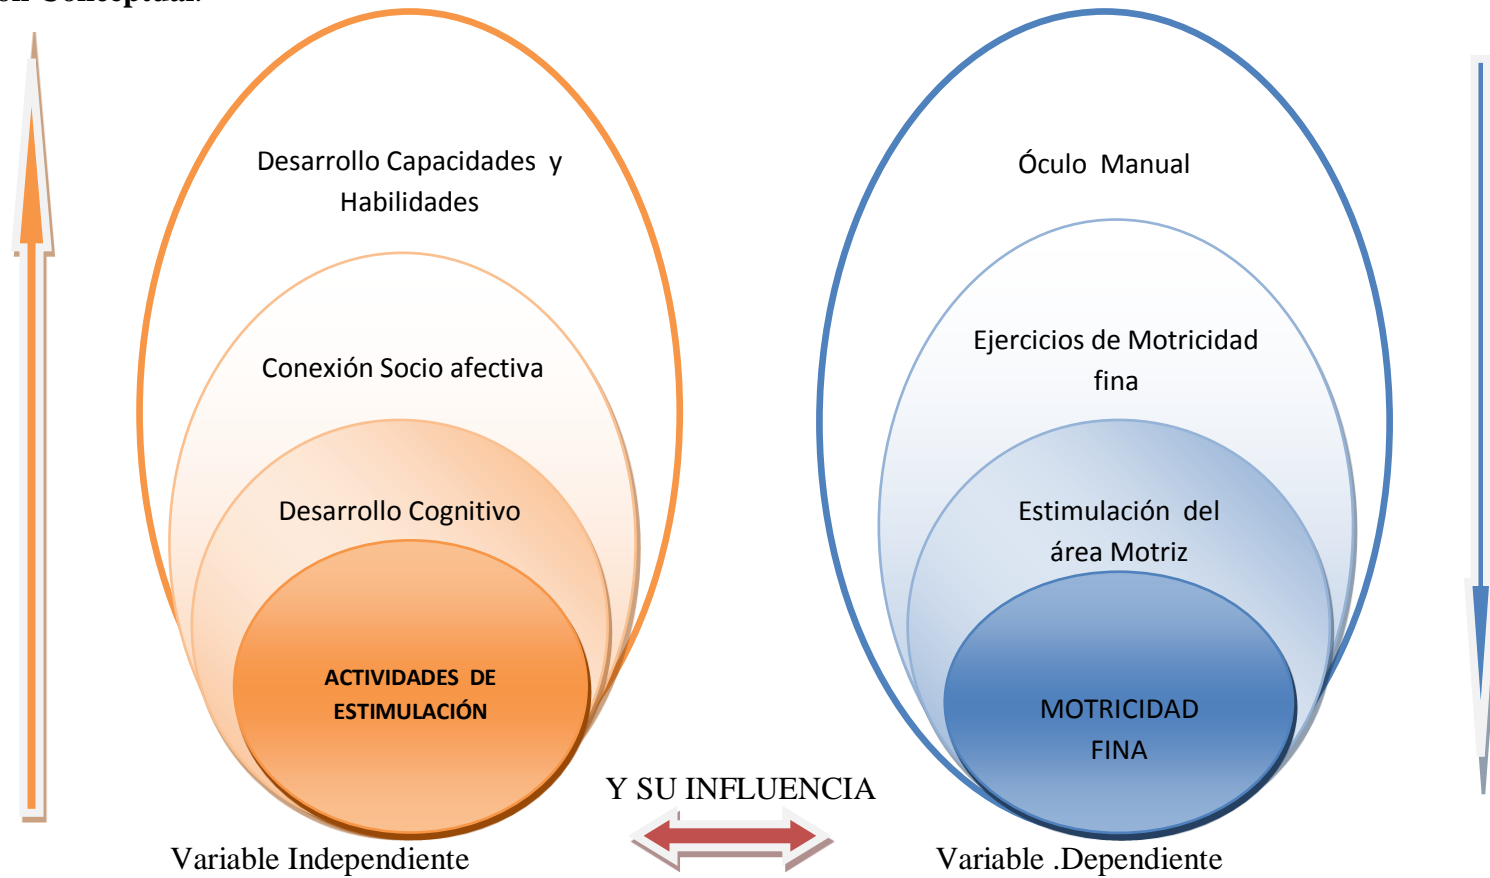 Conceptual.
Desarrollo Capacidades y
Habilidades
Conexión Socio afectiva
Desarrollo Cognitivo
ACTIVIDADES DE
ESTIMULACIÓN
Óculo Manual
Ejercicios de Motricidad
fina
Estimulación del
área Motriz
MOTRICIDAD
FINA
Y SU INFLUENCIA
Variable Independiente
Variable .Dependiente